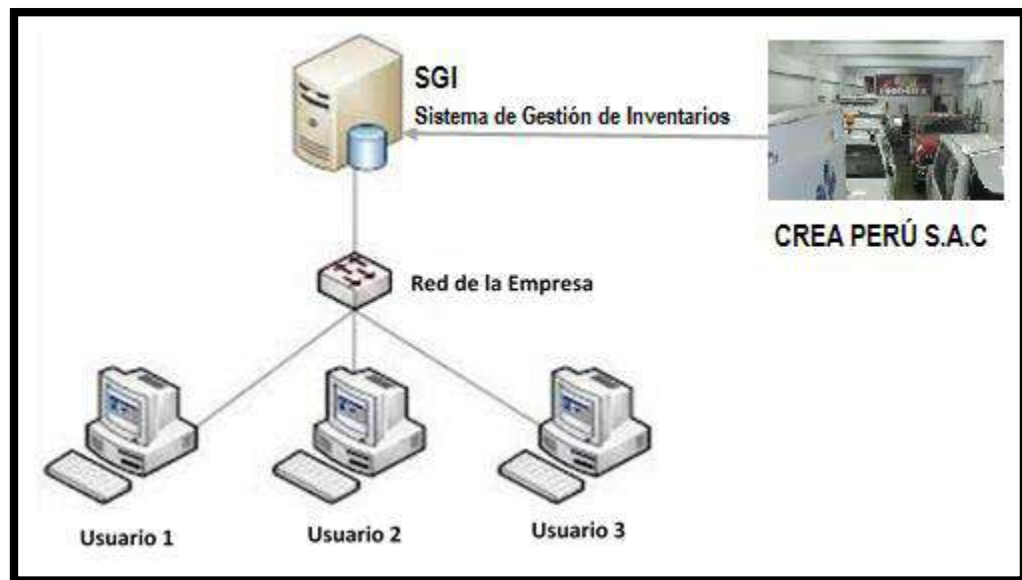 SGI
Sistema de Gestión de Inventarios
CREA PERÚ S.A.C
Red de la Empresa
Usuario 1
Usuario 2
Usuario 3